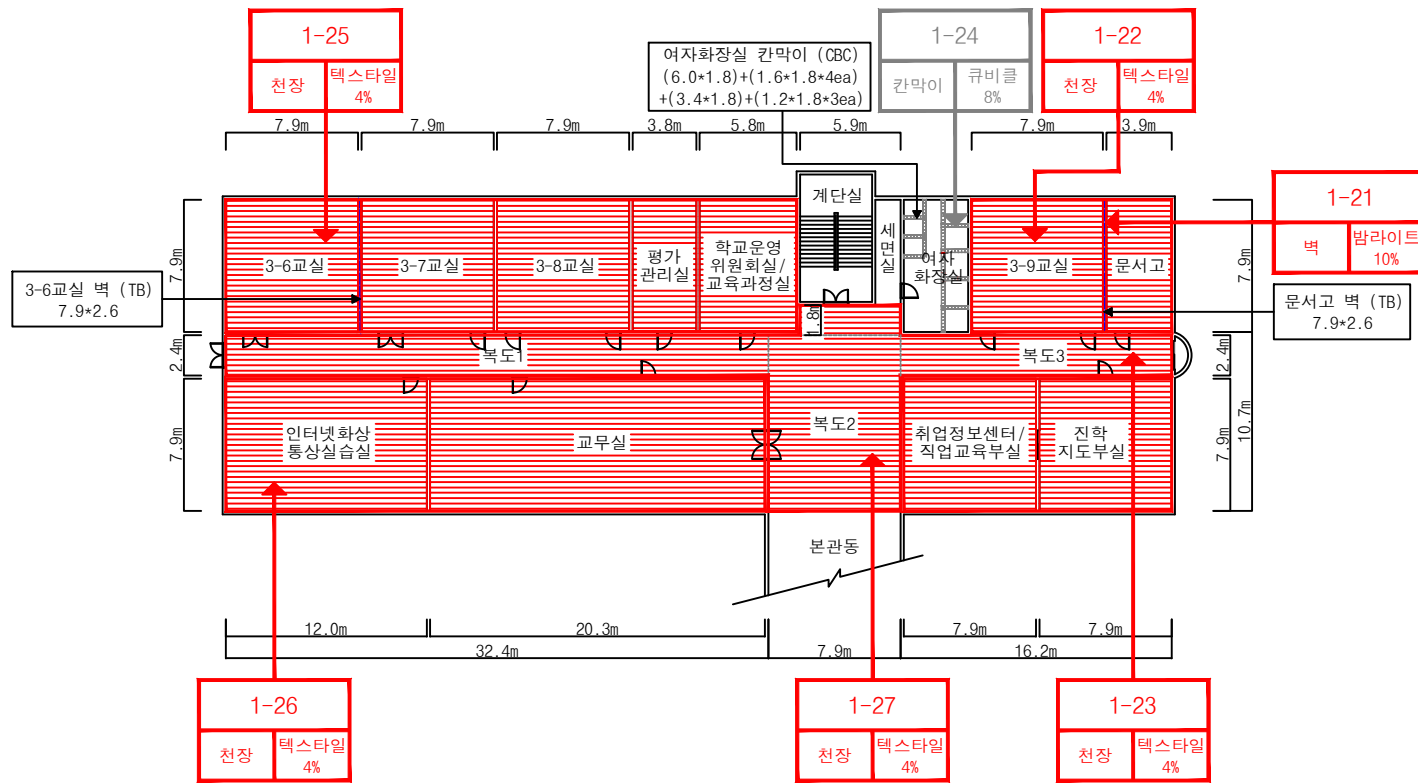 1-25
천장
텍스타일
4%
여자화장실 칸막이 (CBC)
(6.0*1.8)+(1.6*1.8*4ea)
+(3.4*1.8)+(1.2*1.8*3ea)
1-24
칸막이
큐비클
8%
1-22
천장
텍스타일
4%
7.9m
7.9m
7.9m
3.8m
5.8m
5.9m
7.9m
3.9m
1-21
벽
밤라이트
10%
계단실
세
면
실
여자
화장실
7.9m
3-6교실
3-7교실
3-8교실
평가
관리실
학교운영
위원회실/
교육과정실
3-9교실
문서고
7.9m
3-6교실 벽 (TB)
7.9*2.6
문서고 벽 (TB)
7.9*2.6
1.8m
2.4m
복도1
복도3
2.4m
10.7m
7.9m
인터넷화상
통상실습실
교무실
복도2
취업정보센터/
직업교육부실
진학
지도부실
7.9m
본관동
12.0m
20.3m
7.9m
7.9m
32.4m
7.9m
16.2m
1-26
천장
텍스타일
4%
1-27
천장
텍스타일
4%
1-23
천장
텍스타일
4%